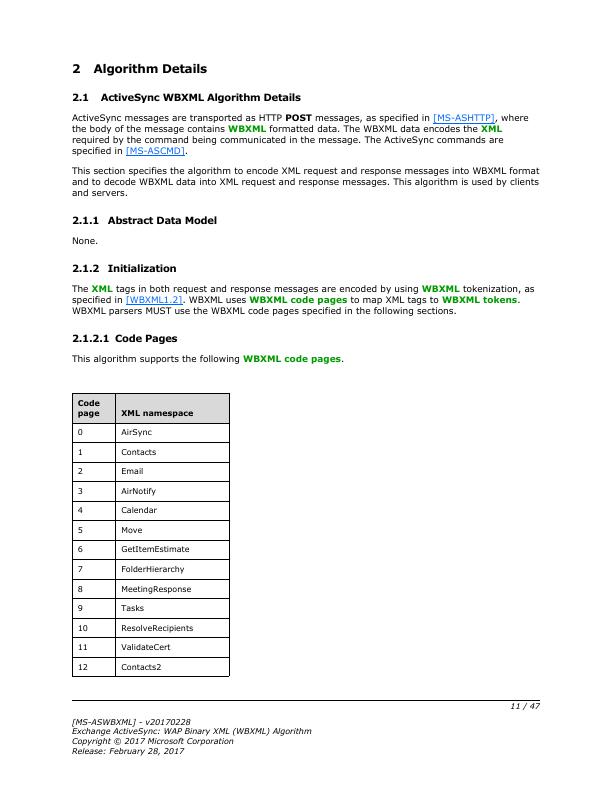 2 Algorithm Details
2.1 ActiveSync WBXML Algorithm Details
ActiveSync messages are transported as HTTP POST messages, as specified in [MS-ASHTTP], where
the body of the message contains WBXML formatted data. The WBXML data encodes the XML
required by the command being communicated in the message. The ActiveSync commands are
specified in [MS-ASCMD].
This section specifies the algorithm to encode XML request and response messages into WBXML format
and to decode WBXML data into XML request and response messages. This algorithm is used by clients
and servers.
2.1.1 Abstract Data Model
None.
2.1.2 Initialization
The XML tags in both request and response messages are encoded by using WBXML tokenization, as
specified in [WBXML1.2]. WBXML uses WBXML code pages to map XML tags to WBXML tokens.
WBXML parsers MUST use the WBXML code pages specified in the following sections.
2.1.2.1 Code Pages
This algorithm supports the following WBXML code pages.
Code
page XML namespace
0 AirSync
1 Contacts
2 Email
3 AirNotify
4 Calendar
5 Move
6 GetItemEstimate
7 FolderHierarchy
8 MeetingResponse
9 Tasks
10 ResolveRecipients
11 ValidateCert
12 Contacts2
11 / 47
[MS-ASWBXML] - v20170228
Exchange ActiveSync: WAP Binary XML (WBXML) Algorithm
Copyright © 2017 Microsoft Corporation
Release: February 28, 2017